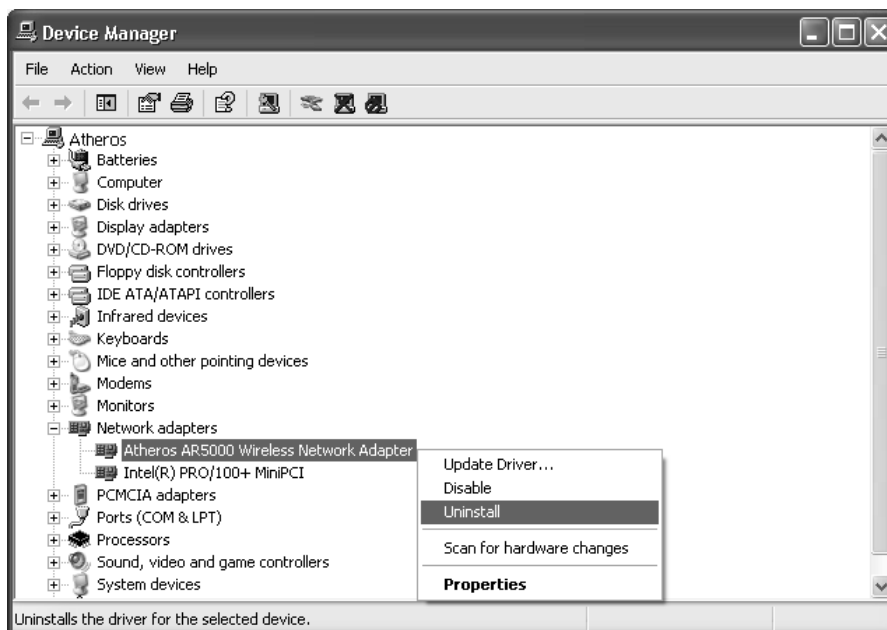 Device Manager
File Action View Help
Atheros
Batteries
Computer
Disk drives
Display adapters
DVD/CD-ROM drives
Floppy disk controllers
IDE ATA/ATAPI controllers
Infrared devices
Keyboards
Mice and other pointing devices
Modems
Monitors
Network adapters
Atheros AR5000 Wireless Network Adapter
Intel(R) PRO/100+ MiniPCI
PCMCIA adapters
Ports (COM & LPT)
Processors
Sound, video and game controllers
System devices
Update Driver...
Disable
Uninstall
Scan for hardware changes
Properties
Uninstalls the driver for the selected device.